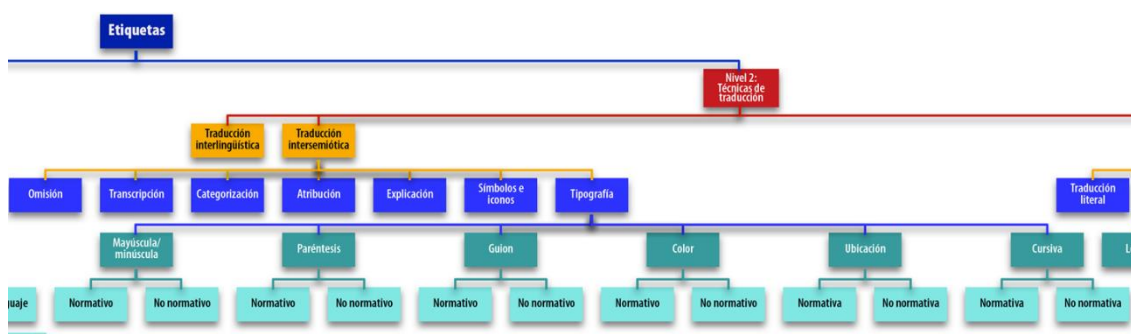 Etiquetas
Nivel 2:
Técnicas de
traducción
Traducción
interlingüística
Traducción
intersemiótica
Omisión
Transcripción
Categorización
Atribución
Explicación
Símbolos e
iconos
Tipografía
Traducción
literal
Mayúscula/
minúscula
Paréntesis
Guion
Color
Ubicación
Cursiva
Normativo
No normativo
Normativo
No normativo
Normativo
No normativo
Normativo
No normativo
Normativa
No normativa
Normativa
No normativa